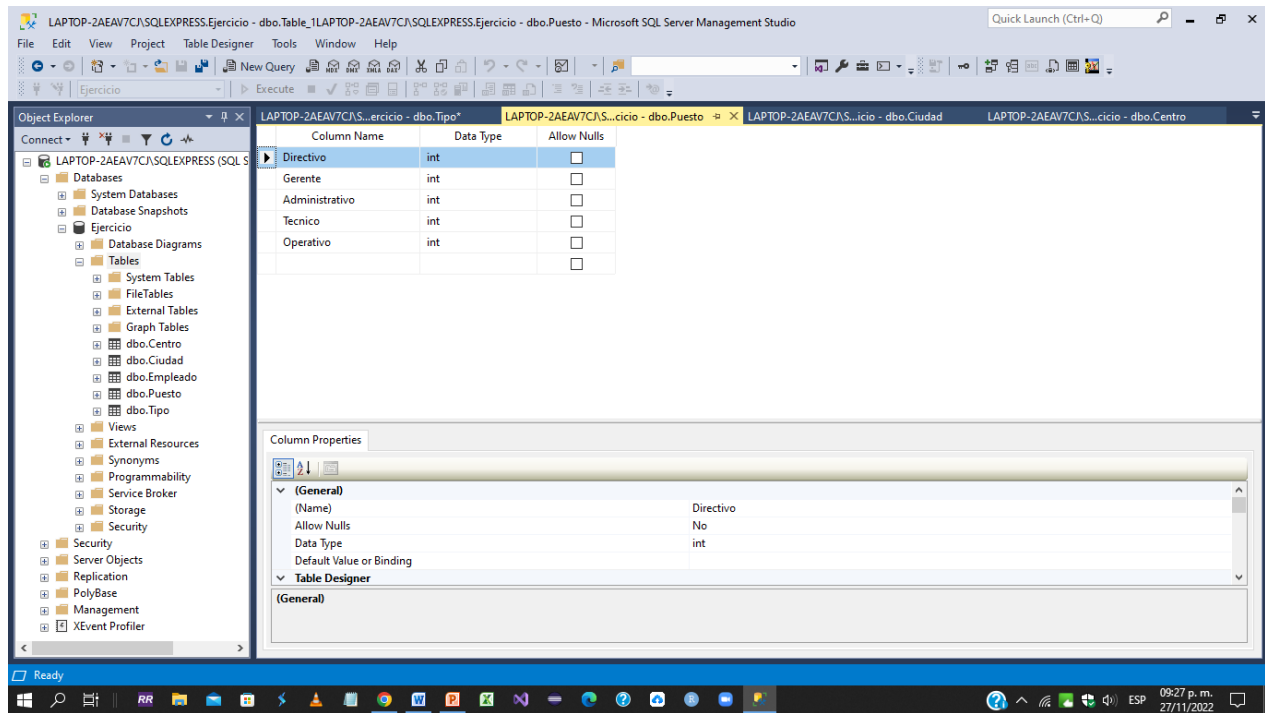 LAPTOP-2AEAV7CJ\SQLEXPRESS.Ejercicio - dbo.Table_1LAPTOP-2AEAV7CJ\SQLEXPRESS.Ejercicio - dbo.Puesto - Microsoft SQL Server Management Studio
Quick Launch (Ctrl+Q)
File Edit View Project Table Designer Tools Window Help
New Query MDX DMX XMLA DAX
Ejercicio Execute
Object Explorer
Connect
LAPTOP-2AEAV7CJ\SQLEXPRESS (SQL S
Databases
System Databases
Database Snapshots
Ejercicio
Database Diagrams
Tables
System Tables
FileTables
External Tables
Graph Tables
dbo.Centro
dbo.Ciudad
dbo.Empleado
dbo.Puesto
dbo.Tipo
Views
External Resources
Synonyms
Programmability
Service Broker
Storage
Security
Security
Server Objects
Replication
PolyBase
Management
XEvent Profiler
LAPTOP-2AEAV7CJ\S...ercicio - dbo.Tipo* LAPTOP-2AEAV7CJ\S...cicio - dbo.Puesto LAPTOP-2AEAV7CJ\S...icio - dbo.Ciudad LAPTOP-2AEAV7CJ\S...cicio - dbo.Centro
Column Name Data Type Allow Nulls
Directivo int
Gerente int
Administrativo int
Tecnico int
Operativo int
Column Properties
(General)
(Name) Directivo
Allow Nulls No
Data Type int
Default Value or Binding
Table Designer
(General)
Ready
RR ESP 09:27 p. m.
27/11/2022